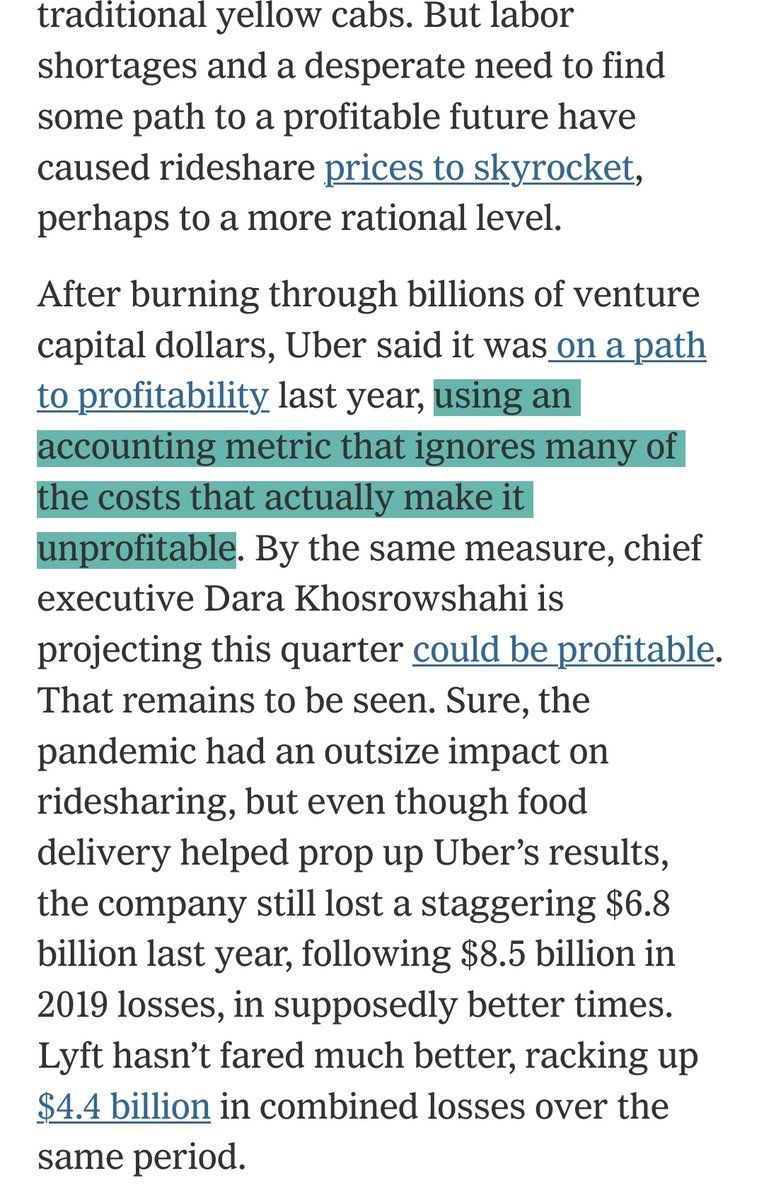 traditional yellow cabs. But labor
shortages and a desperate need to find
some path to a profitable future have
caused rideshare prices to skyrocket,
perhaps to a more rational level.
After burning through billions of venture
capital dollars, Uber said it was on a path
to profitability last year, using an
accounting metric that ignores many of
the costs that actually make it
unprofitable. By the same measure, chief
executive Dara Khosrowshahi is
projecting this quarter could be profitable.
That remains to be seen. Sure, the
pandemic had an outsize impact on
ridesharing, but even though food
delivery helped prop up Uber’s results,
the company still lost a staggering $6.8
billion last year, following $8.5 billion in
2019 losses, in supposedly better times.
Lyft hasn’t fared much better, racking up
$4.4 billion in combined losses over the
same period.